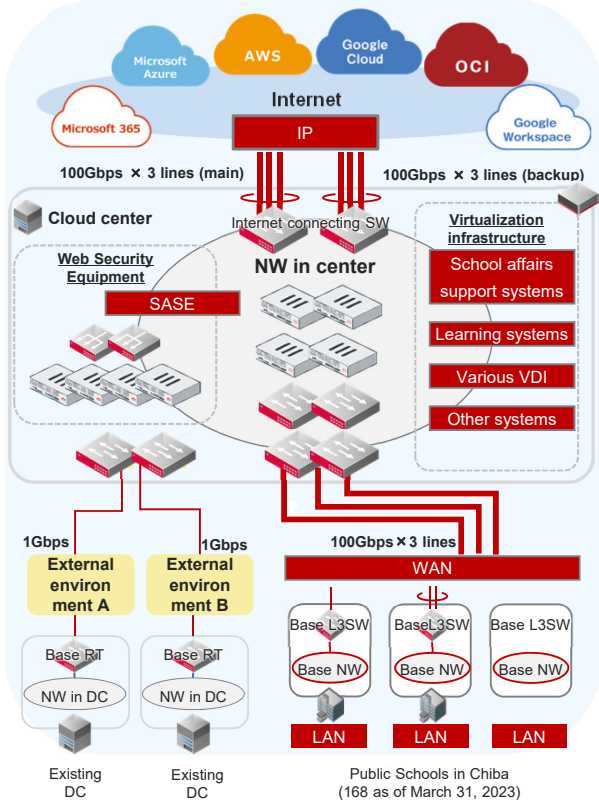 Microsoft
Azure
AWS
Google
Cloud
OCI
Microsoft 365
Internet
IP
Google
Workspace
100Gbps × 3 lines (main)
100Gbps × 3 lines (backup)
Cloud center
Internet connecting SW
Virtualization
infrastructure
Web Security
Equipment
NW in center
School affairs
support systems
SASE
Learning systems
Various VDI
Other systems
1Gbps
1Gbps
100Gbps×3 lines
External
environ
ment A
External
environ
ment B
WAN
Base L3SW
BaseL3SW
Base L3SW
Base RT
Base RT
Base NW
Base NW
Base NW
NW in DC
NW in DC
LAN
LAN
LAN
Existing
DC
Existing
DC
Public Schools in Chiba
(168 as of March 31, 2023)